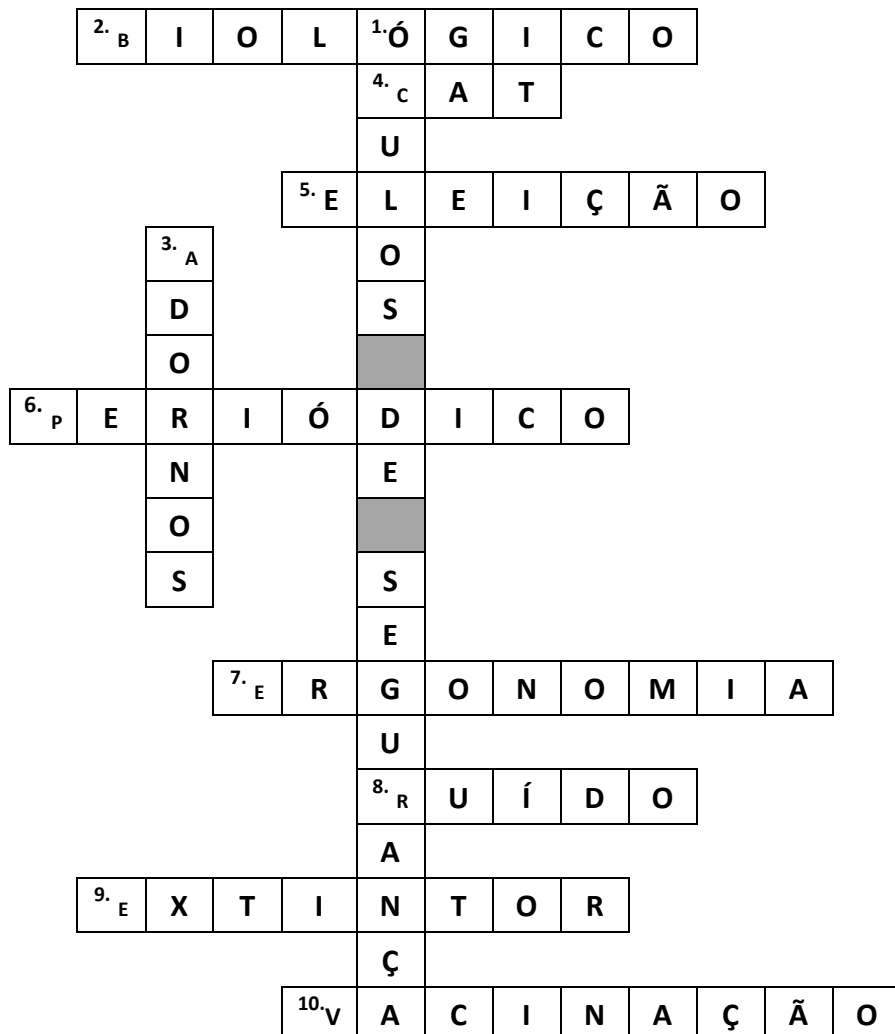 2. B I O L 1. Ó G I C O
4. C A T
U
5. E L E I Ç Ã O
3. A O
D S
O
6. P E R I Ó D I C O
N E
O
S S
E
7. E R G O N O M I A
U
8. R U Í D O
A
9. E X T I N T O R
Ç
10. V A C I N A Ç Ã O